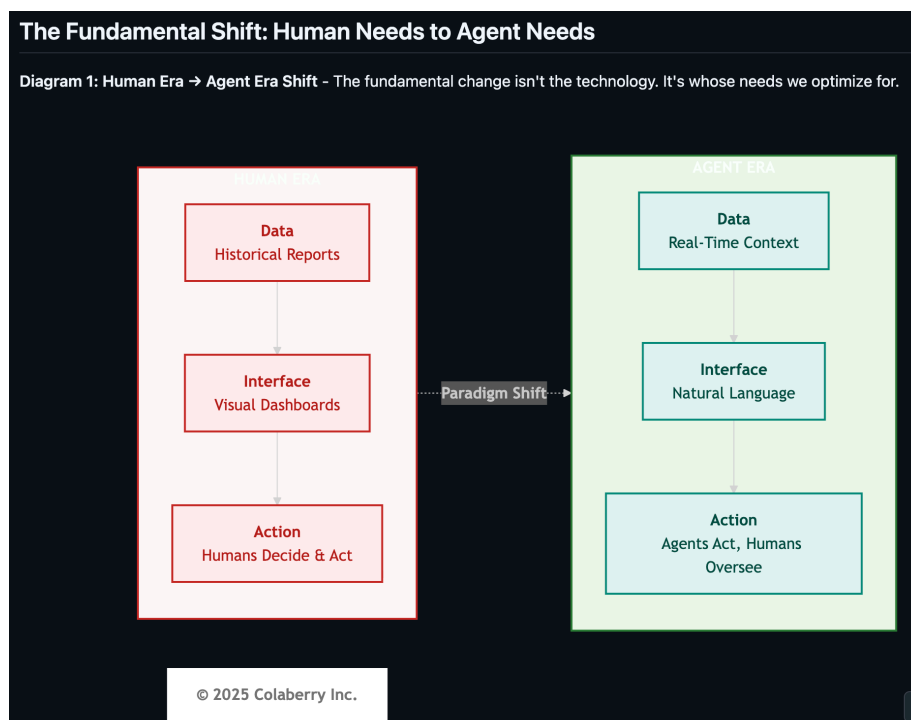 The Fundamental Shift: Human Needs to Agent Needs
Diagram 1: Human Era → Agent Era Shift - The fundamental change isn't the technology. It's whose needs we optimize for.
HUMAN ERA
Data
Historical Reports
Interface
Visual Dashboards
Action
Humans Decide & Act
Paradigm Shift
AGENT ERA
Data
Real-Time Context
Interface
Natural Language
Action
Agents Act, Humans
Oversee
© 2025 Colaberry Inc.